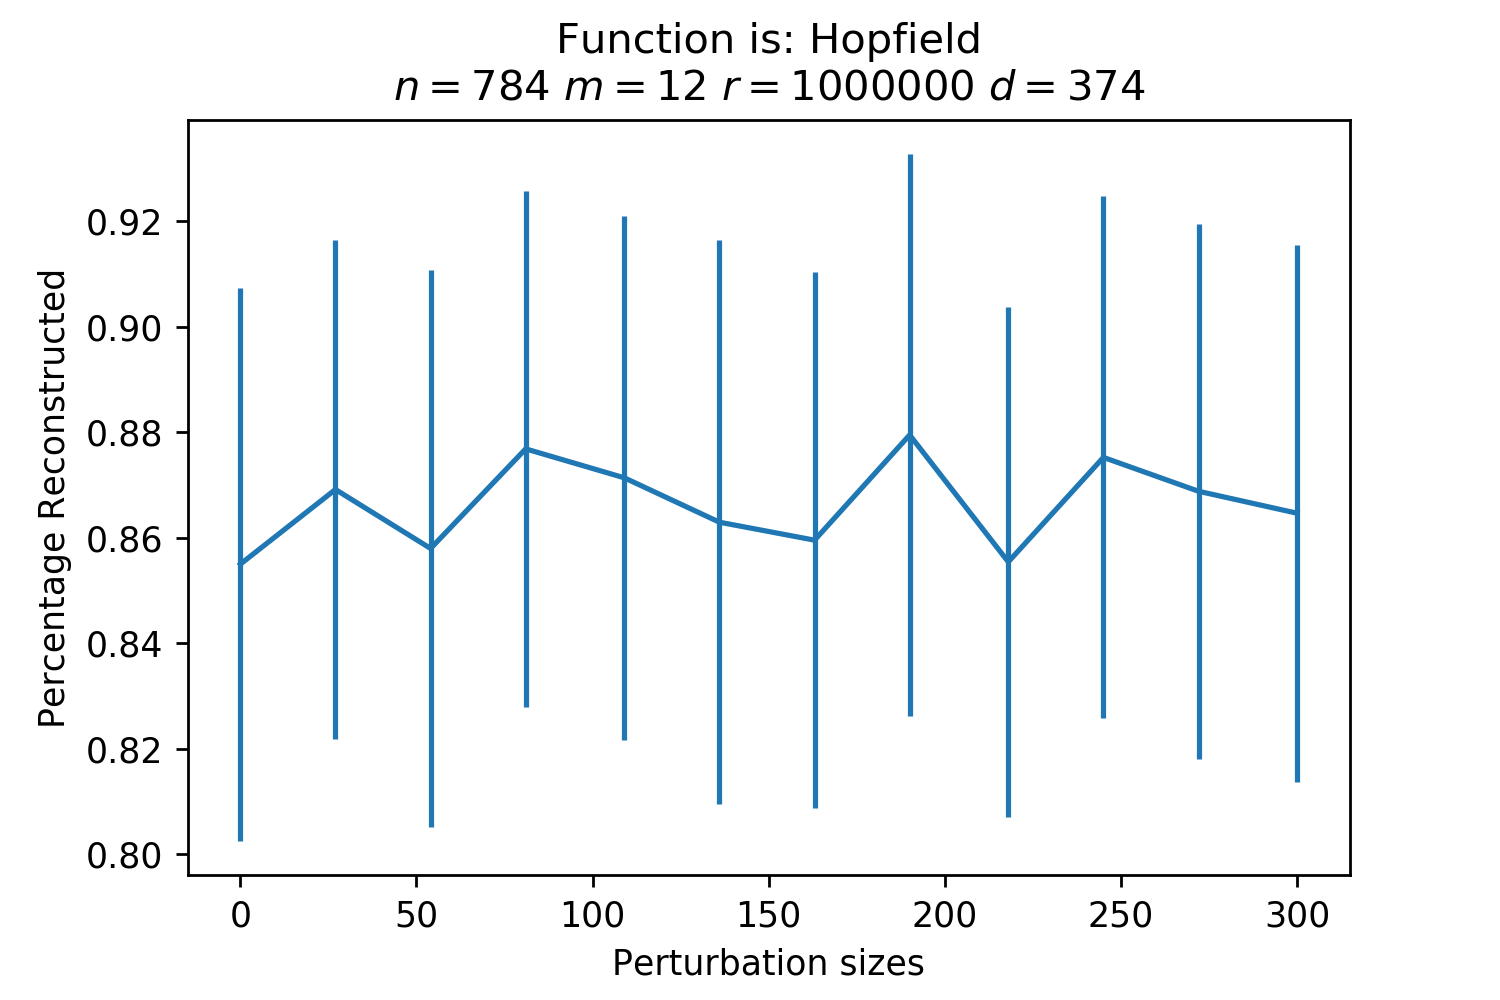 Function is: Hopfield
n = 784 m = 12 r = 1000000 d = 374
Percentage Reconstructed
0.92
0.90
0.88
0.86
0.84
0.82
0.80
0 50 100 150 200 250 300
Perturbation sizes